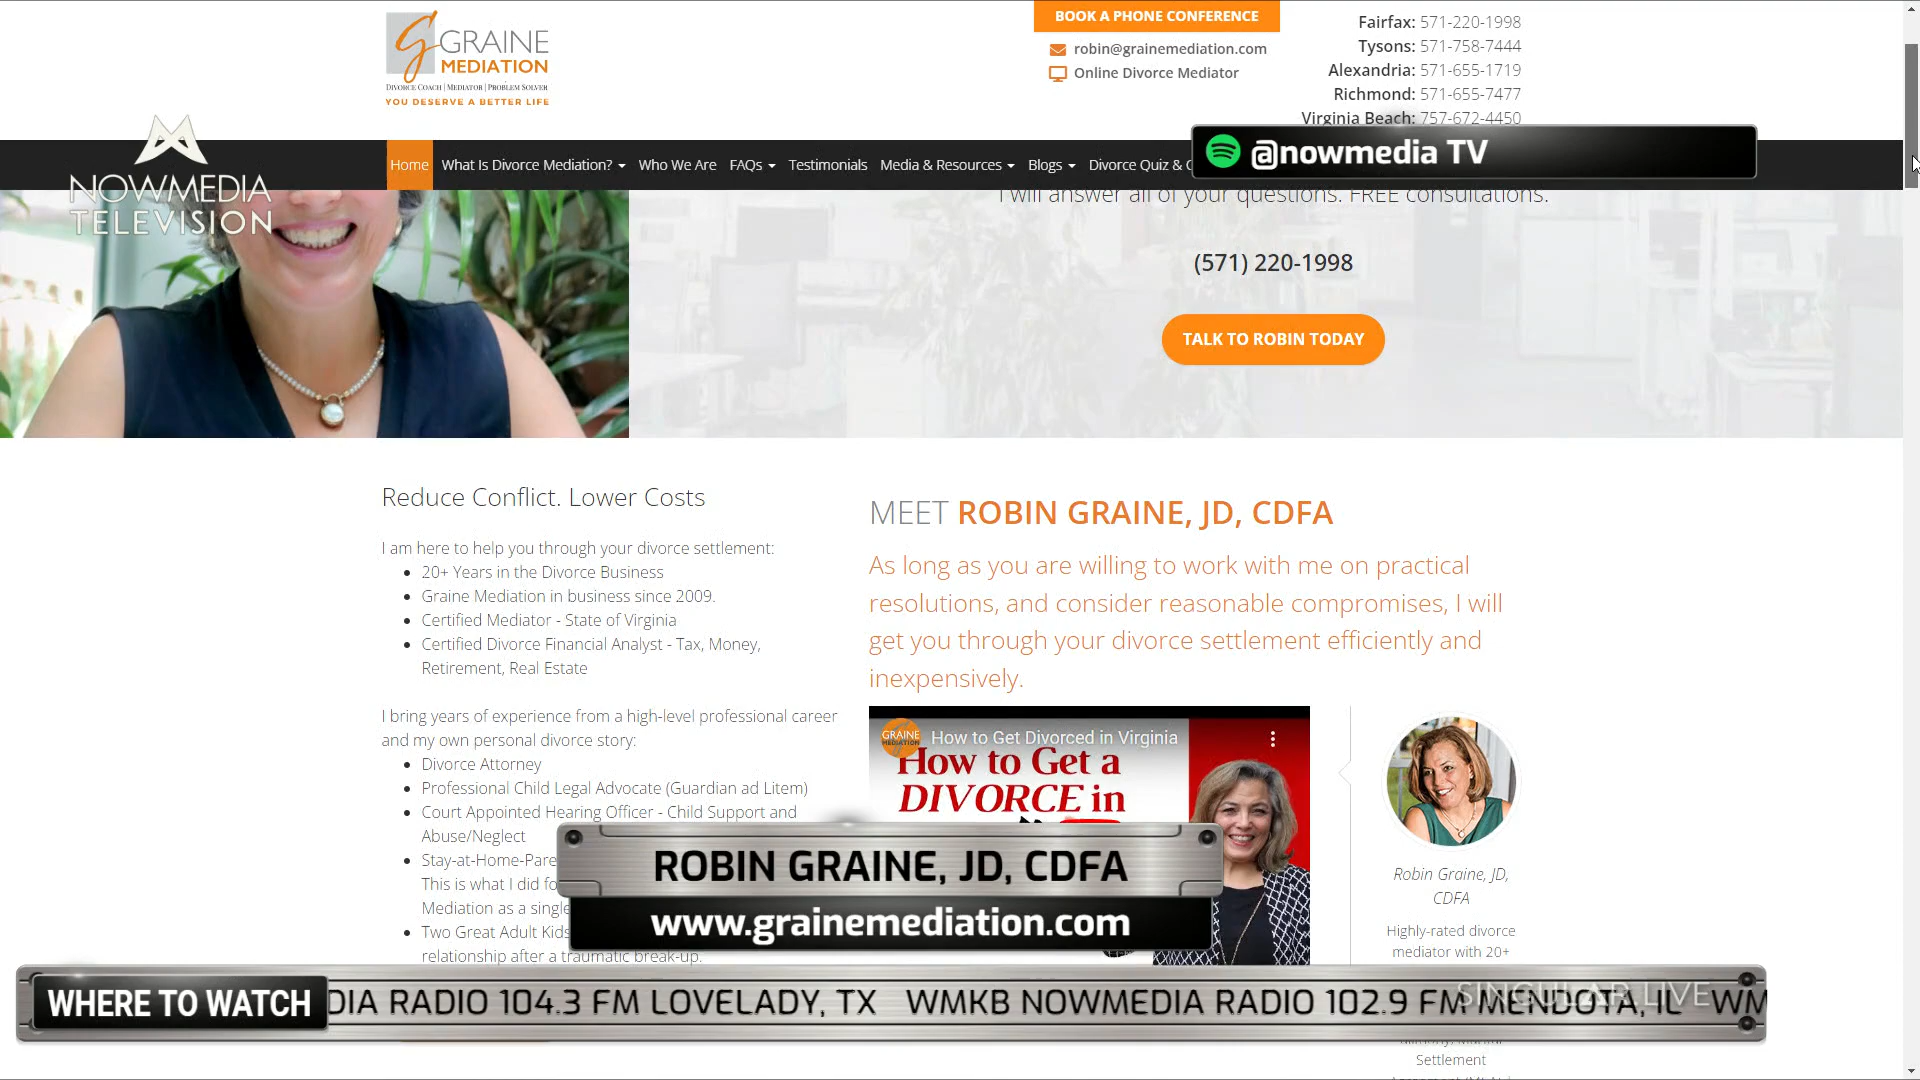 GRAINE
MEDIATION
DIVORCE COACH | MEDIATOR | PROBLEM SOLVER
YOU DESERVE A BETTER LIFE
BOOK A PHONE CONFERENCE
robin@grainemediation.com
Online Divorce Mediator
Fairfax: 571-220-1998
Tysons: 571-758-7444
Alexandria: 571-655-1719
Richmond: 571-655-7477
Virginia Beach: 757-672-4450
@nowmedia TV
Home What Is Divorce Mediation? Who We Are FAQs Testimonials Media & Resources Blogs Divorce Quiz &
NOWMEDIA
TELEVISION
I will answer all of your questions. FREE consultations.
(571) 220-1998
TALK TO ROBIN TODAY
Reduce Conflict. Lower Costs
I am here to help you through your divorce settlement:
20+ Years in the Divorce Business
Graine Mediation in business since 2009.
Certified Mediator - State of Virginia
Certified Divorce Financial Analyst - Tax, Money,
Retirement, Real Estate
I bring years of experience from a high-level professional career
and my own personal divorce story:
Divorce Attorney
Professional Child Legal Advocate (Guardian ad Litem)
Court Appointed Hearing Officer - Child Support and
Abuse/Neglect
Stay-at-Home-Pare
This is what I did fo
Mediation as a single
Two Great Adult Kids
relationship after a traumatic break-up.
MEET ROBIN GRAINE, JD, CDFA
As long as you are willing to work with me on practical
resolutions, and consider reasonable compromises, I will
get you through your divorce settlement efficiently and
inexpensively.
GRAINE
MEDIATION
How to Get Divorced in Virginia
How to Get a
DIVORCE in
Robin Graine, JD,
CDFA
Highly-rated divorce
mediator with 20+
Settlement
ROBIN GRAINE, JD, CDFA
www.grainemediation.com
WHERE TO WATCH
DIA RADIO 104.3 FM LOVELADY, TX WMKB NOWMEDIA RADIO 102.9 FM MENDOTA, IL WM
SINGULAR.LIVE